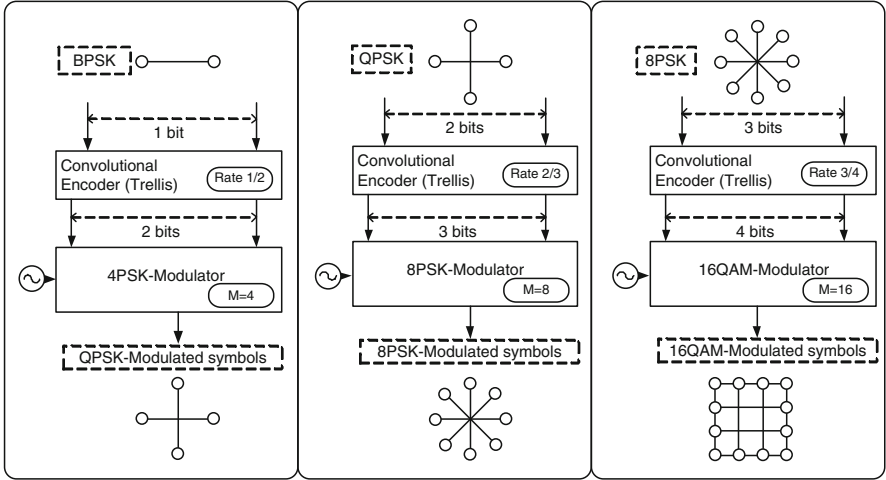 BPSK
1 bit
Convolutional
Encoder (Trellis)
Rate 1/2
2 bits
4PSK-Modulator
M=4
QPSK-Modulated symbols
QPSK
2 bits
Convolutional
Encoder (Trellis)
Rate 2/3
3 bits
8PSK-Modulator
M=8
8PSK-Modulated symbols
8PSK
3 bits
Convolutional
Encoder (Trellis)
Rate 3/4
4 bits
16QAM-Modulator
M=16
16QAM-Modulated symbols